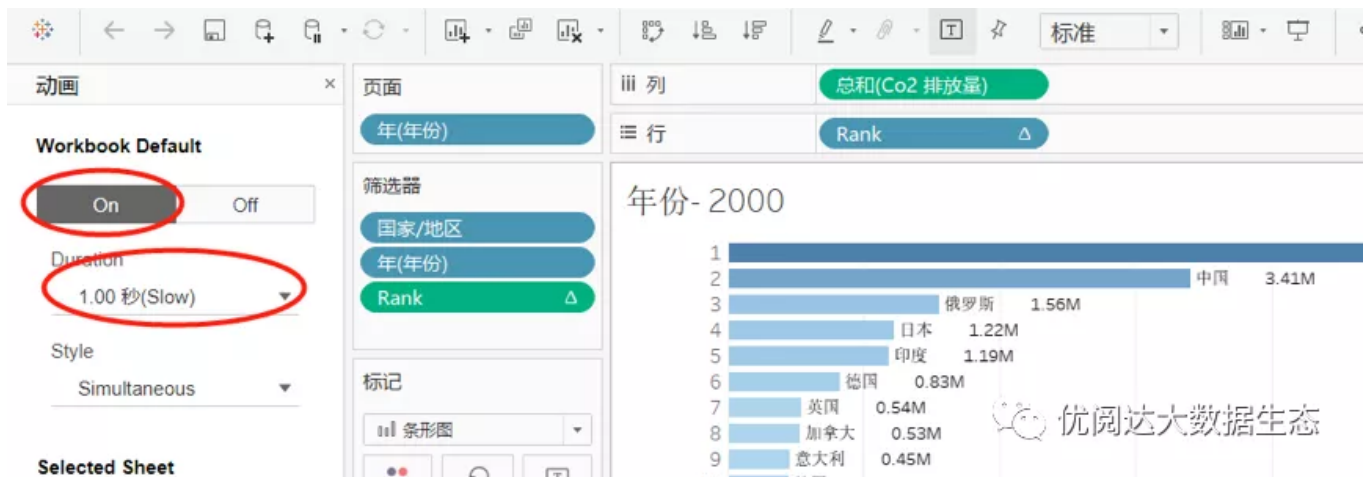 标准
动画 ×
Workbook Default
On Off
Duration
1.00 秒(Slow)
Style
Simultaneous
Selected Sheet
页面
年(年份)
筛选器
国家/地区
年(年份)
Rank Δ
标记
条形图
列 总和(Co2 排放量)
行 Rank Δ
年份- 2000
1
2 中国 3.41M
3 俄罗斯 1.56M
4 日本 1.22M
5 印度 1.19M
6 德国 0.83M
7 英国 0.54M
8 加拿大 0.53M
9 意大利 0.45M
优阅达大数据生态